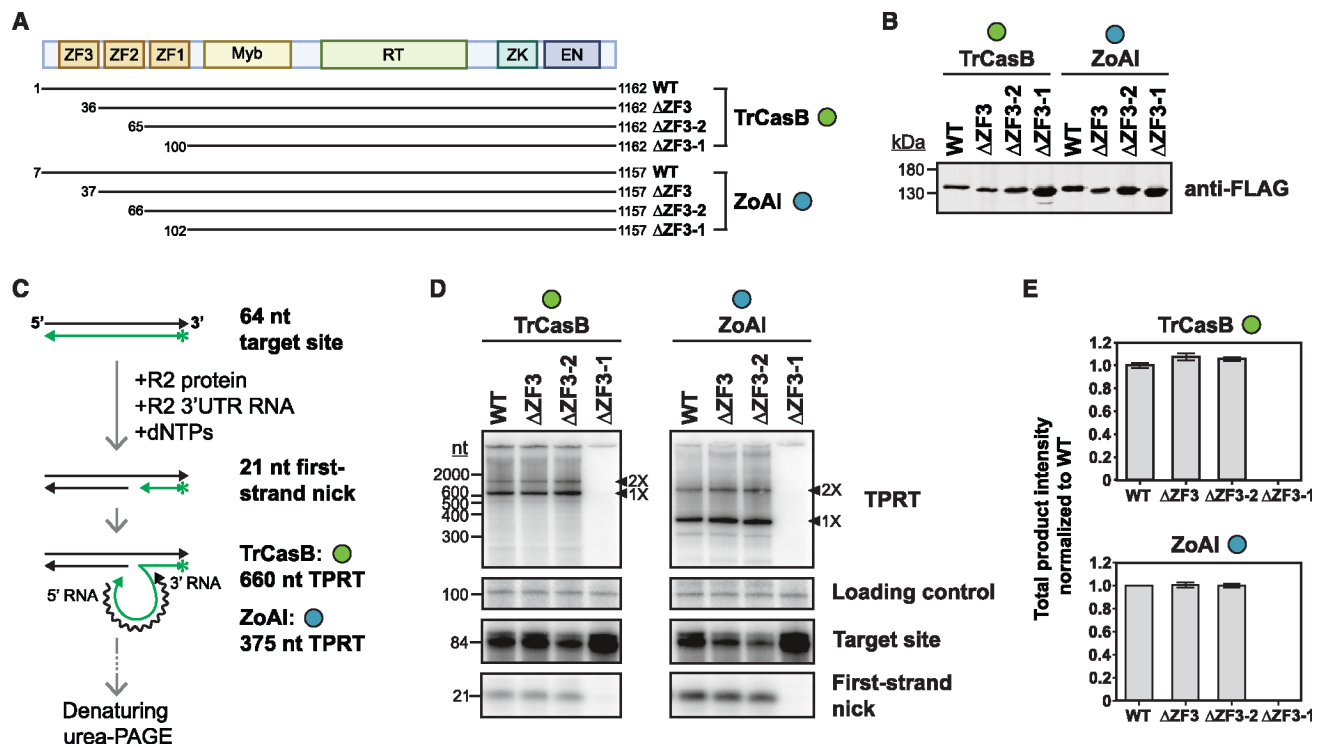 A
ZF3 ZF2 ZF1 Myb RT ZK EN
1 1162 WT
36 1162 ΔZF3
65 1162 ΔZF3-2
100 1162 ΔZF3-1
TrCasB
7 1157 WT
37 1157 ΔZF3
66 1157 ΔZF3-2
102 1157 ΔZF3-1
ZoAl
B
TrCasB ZoAl
kDa WT ΔZF3 ΔZF3-2 ΔZF3-1 WT ΔZF3 ΔZF3-2 ΔZF3-1
180
130
anti-FLAG
C
5' 3'
64 nt
target site
+R2 protein
+R2 3'UTR RNA
+dNTPs
21 nt first-
strand nick
5' RNA 3' RNA
TrCasB:
660 nt TPRT
ZoAl:
375 nt TPRT
Denaturing
urea-PAGE
D
TrCasB ZoAl
WT ΔZF3 ΔZF3-2 ΔZF3-1 WT ΔZF3 ΔZF3-2 ΔZF3-1
nt
2000
600
500
400
300
2X
1X
2X
1X
TPRT
100
Loading control
84
Target site
21
First-strand
nick
E
Total product intensity
normalized to WT
TrCasB
1.2
1.0
0.8
0.6
0.4
0.2
0
WT ΔZF3 ΔZF3-2 ΔZF3-1
ZoAl
1.2
1.0
0.8
0.6
0.4
0.2
0
WT ΔZF3 ΔZF3-2 ΔZF3-1